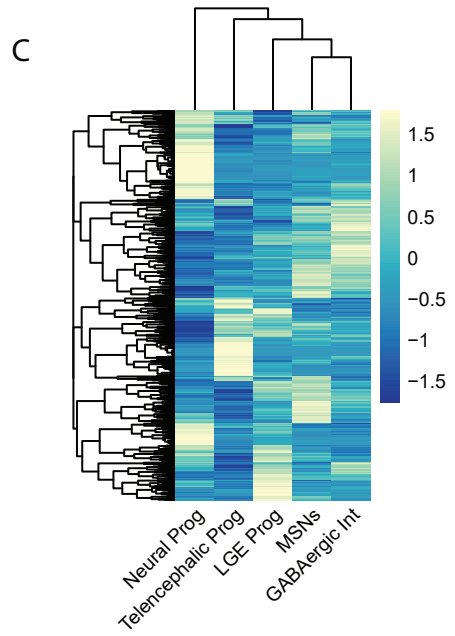 C
1.5
1
0.5
0
−0.5
−1
−1.5
Neural Prog
Telencephalic Prog
LGE Prog
MSNs
GABAergic Int